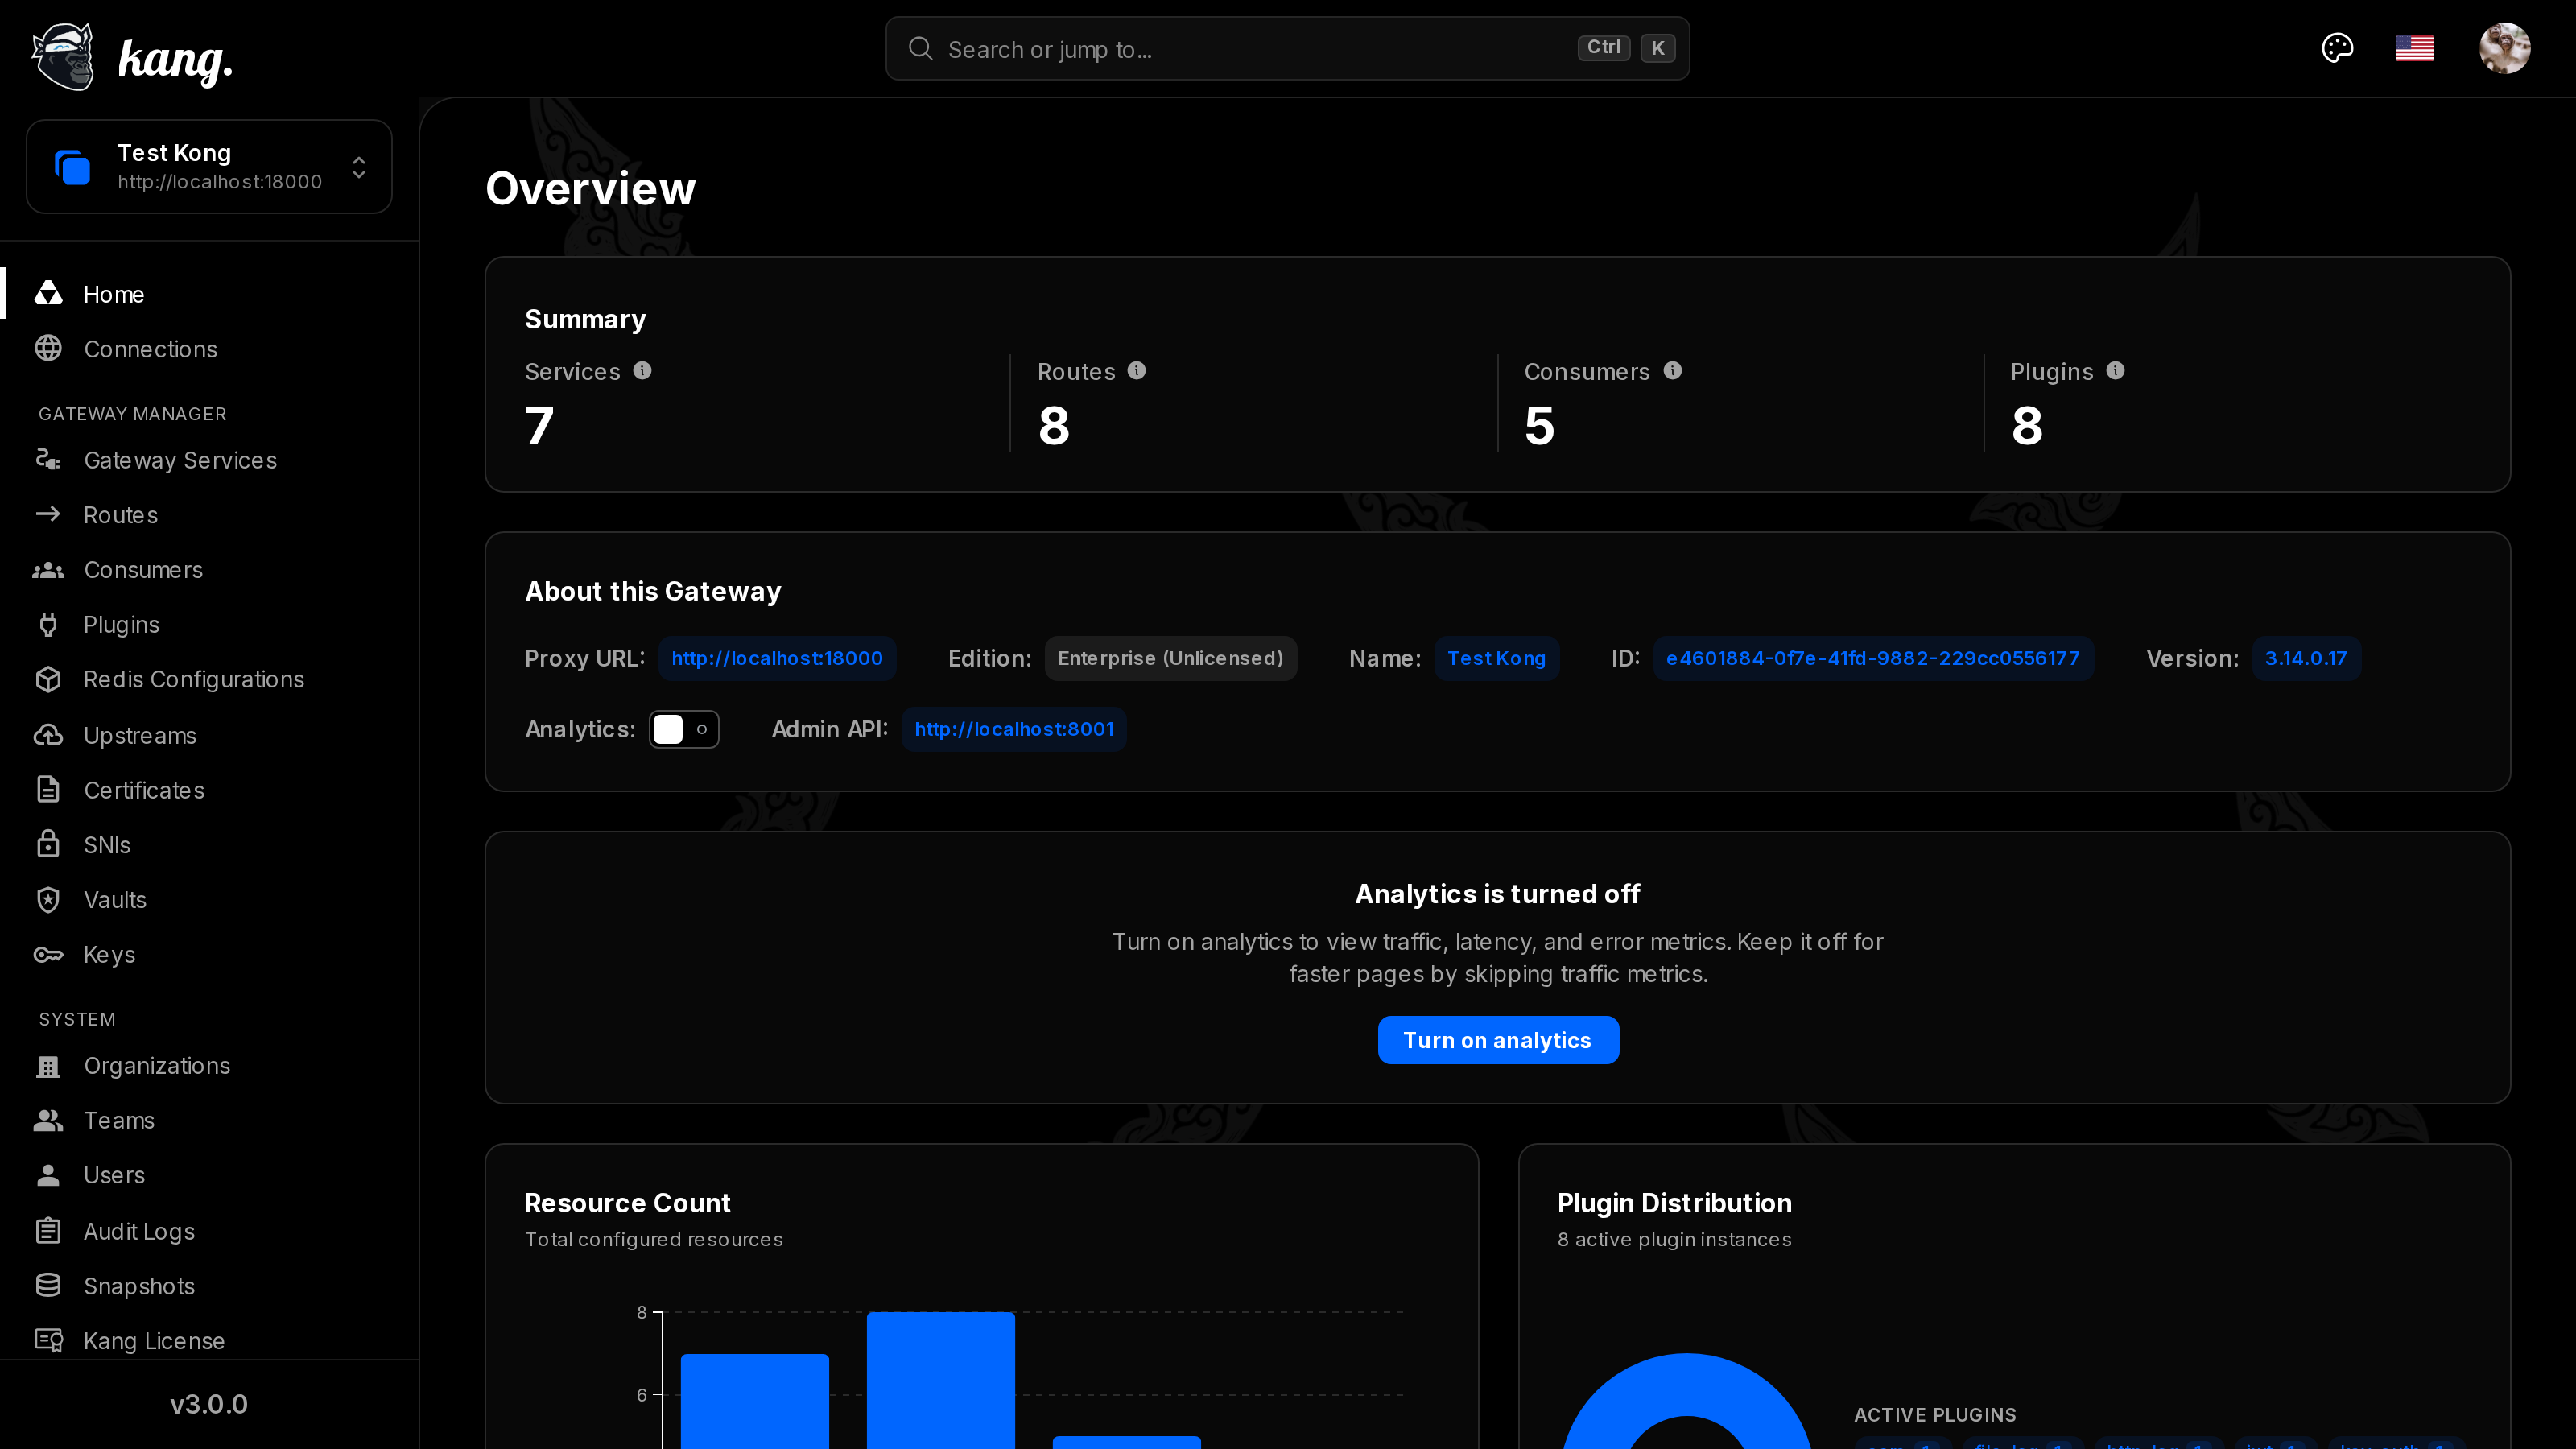 kang.
Search or jump to...
Ctrl K
Test Kong
http://localhost:18000
Home
Connections
GATEWAY MANAGER
Gateway Services
Routes
Consumers
Plugins
Redis Configurations
Upstreams
Certificates
SNIs
Vaults
Keys
SYSTEM
Organizations
Teams
Users
Audit Logs
Snapshots
Kang License
v3.0.0
Overview
Summary
Services
7
Routes
8
Consumers
5
Plugins
8
About this Gateway
Proxy URL: http://localhost:18000 Edition: Enterprise (Unlicensed) Name: Test Kong ID: e4601884-0f7e-41fd-9882-229cc0556177 Version: 3.14.0.17
Analytics: Admin API: http://localhost:8001
Analytics is turned off
Turn on analytics to view traffic, latency, and error metrics. Keep it off for
faster pages by skipping traffic metrics.
Turn on analytics
Resource Count
Total configured resources
8
6
Plugin Distribution
8 active plugin instances
ACTIVE PLUGINS